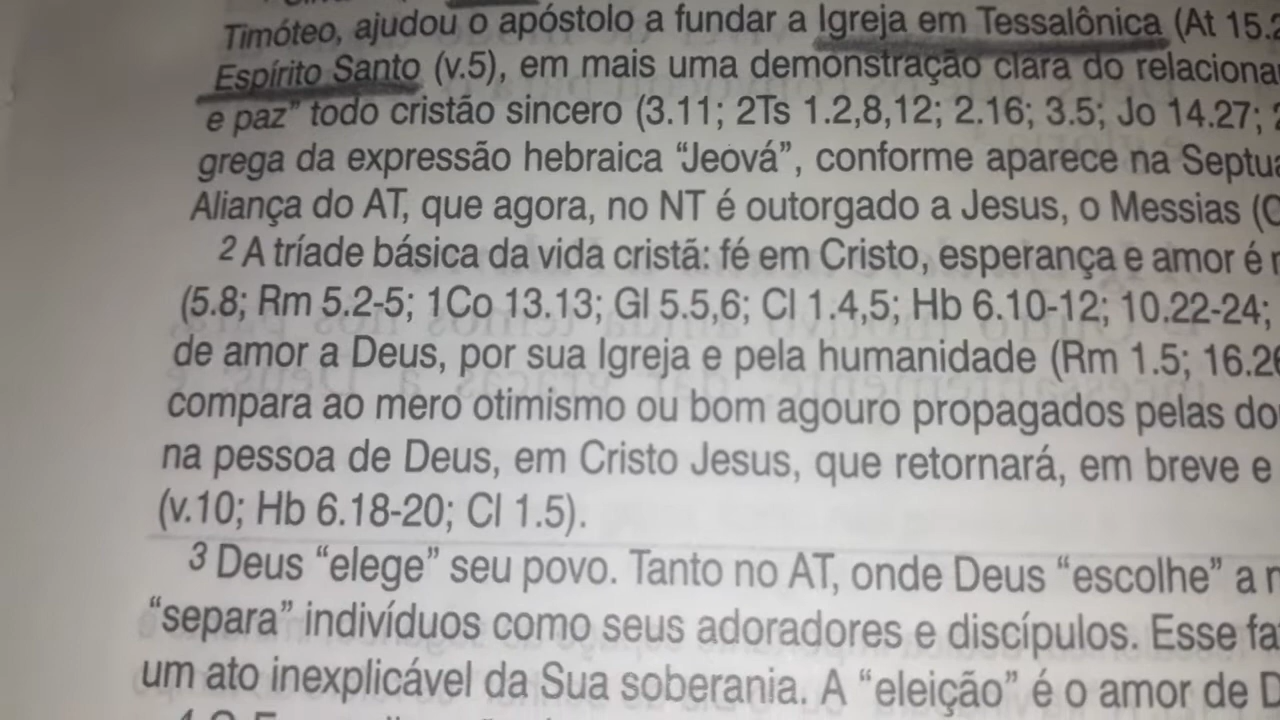 Timóteo, ajudou o apóstolo a fundar a Igreja em Tessalônica (At 15.2
Espírito Santo (v.5), em mais uma demonstração clara do relaciona
e paz” todo cristão sincero (3.11; 2Ts 1.2,8,12; 2.16; 3.5; Jo 14.27; 2
grega da expressão hebraica “Jeová”, conforme aparece na Septua
Aliança do AT, que agora, no NT é outorgado a Jesus, o Messias (C
2 A tríade básica da vida cristã: fé em Cristo, esperança e amor é
(5.8; Rm 5.2-5; 1Co 13.13; Gl 5.5,6; Cl 1.4,5; Hb 6.10-12; 10.22-24;
de amor a Deus, por sua Igreja e pela humanidade (Rm 1.5; 16.26
compara ao mero otimismo ou bom agouro propagados pelas do
na pessoa de Deus, em Cristo Jesus, que retornará, em breve e
(v.10; Hb 6.18-20; Cl 1.5).
3 Deus “elege” seu povo. Tanto no AT, onde Deus “escolhe” a n
“separa” indivíduos como seus adoradores e discípulos. Esse fa
um ato inexplicável da Sua soberania. A “eleição” é o amor de D